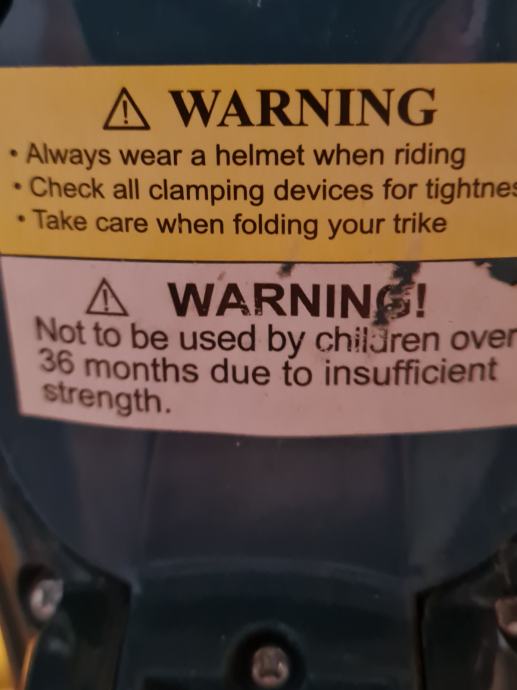 ⚠ WARNING
• Always wear a helmet when riding
• Check all clamping devices for tightnes
• Take care when folding your trike
⚠ WARNING!
Not to be used by children over
36 months due to insufficient
strength.